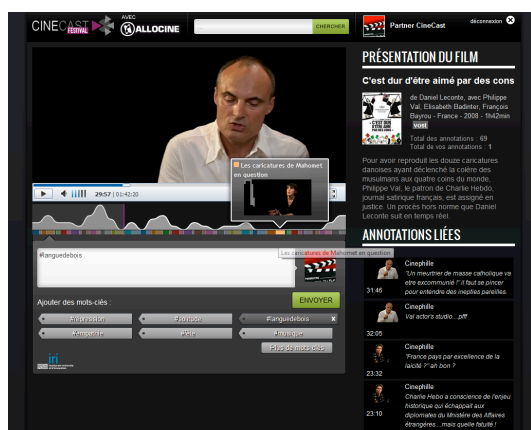 CINECAST FESTIVAL
AVEC
ALLOCINE
CHERCHER
Partner CineCast
déconnexion
PRÉSENTATION DU FILM
C'est dur d'être aimé par des cons
de Daniel Leconte, avec Philippe
Val, Elisabeth Badinter, François
Bayrou - France - 2008 - 1h42min
vost
Total des annotations : 69
Total de vos annotations : 1
Pour avoir reproduit les douze caricatures
danoises ayant déclenché la colère des
musulmans aux quatre coins du monde,
Philippe Val, le patron de Charlie Hebdo,
journal satirique français, est assigné en
justice. Un procès hors norme que Daniel
Leconte suit en temps réel.
Les caricatures de Mahomet
en question
29:57 | 01:42:20
Les caricatures de Mahomet en question
#languedebois
ENVOYER
Ajouter des mots-clés :
#répression
#solitude
#languedebois x
#empathie
#fête
#musique
Plus de mots-clés
iri
ANNOTATIONS LIÉES
Cinephille
"Un meurtrier de masse catholique va
etre excommunié !" Il faut se pincer
pour entendre des inepties pareilles.
31:46
Cinephille
Val actor's studio...pfff
32:05
Cinephille
"France pays par excellence de la
laïcité ?" ah bon ?
23:32
Cinephille
Charlie Hebo a conscience de l'enjeu
historique qui échappait aux
diplomates du Ministère des Affaires
étrangères...mais quelle fatuité !
23:10